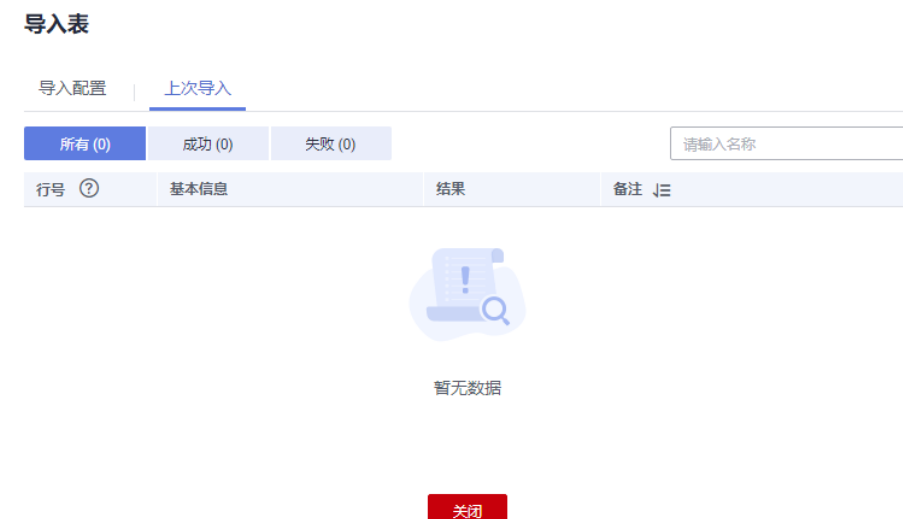 导入表
导入配置 上次导入
所有 (0) 成功 (0) 失败 (0) 请输入名称
行号 ? 基本信息 结果 备注
暂无数据
关闭